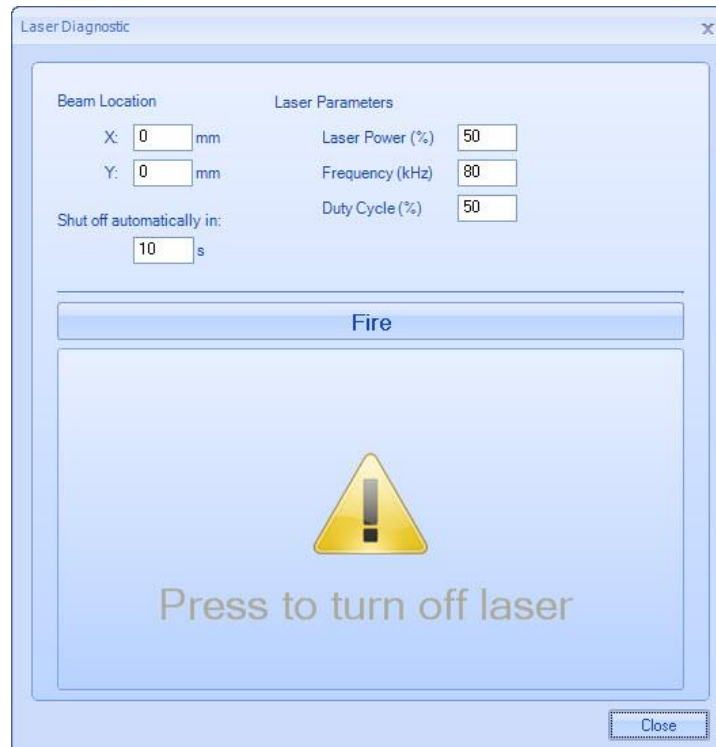 Laser Diagnostic
x
Beam Location
Laser Parameters
X: 0 mm
Laser Power (%) 50
Y: 0 mm
Frequency (kHz) 80
Duty Cycle (%) 50
Shut off automatically in:
10 s
Fire
Press to turn off laser
Close